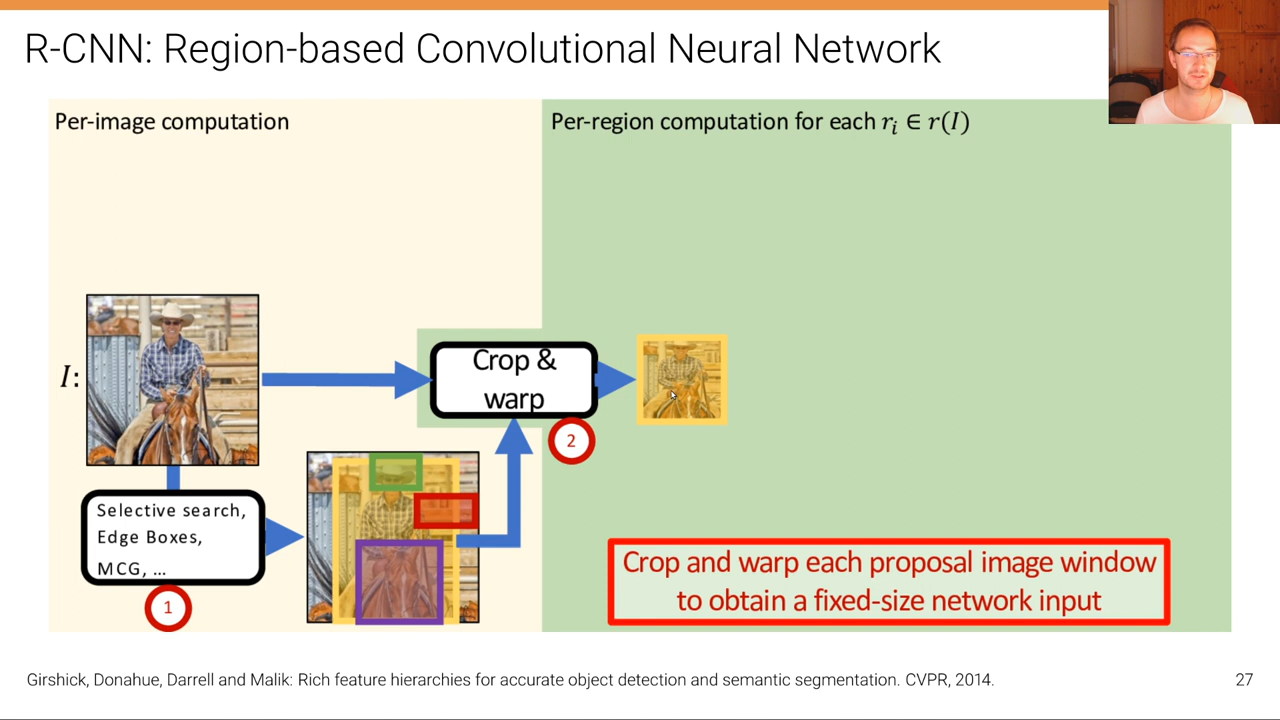 R-CNN: Region-based Convolutional Neural Network
Per-image computation
Per-region computation for each r_i ∈ r(I)
I:
Crop &
warp
2
Selective search,
Edge Boxes,
MCG, ...
1
Crop and warp each proposal image window
to obtain a fixed-size network input
Girshick, Donahue, Darrell and Malik: Rich feature hierarchies for accurate object detection and semantic segmentation. CVPR, 2014.
27